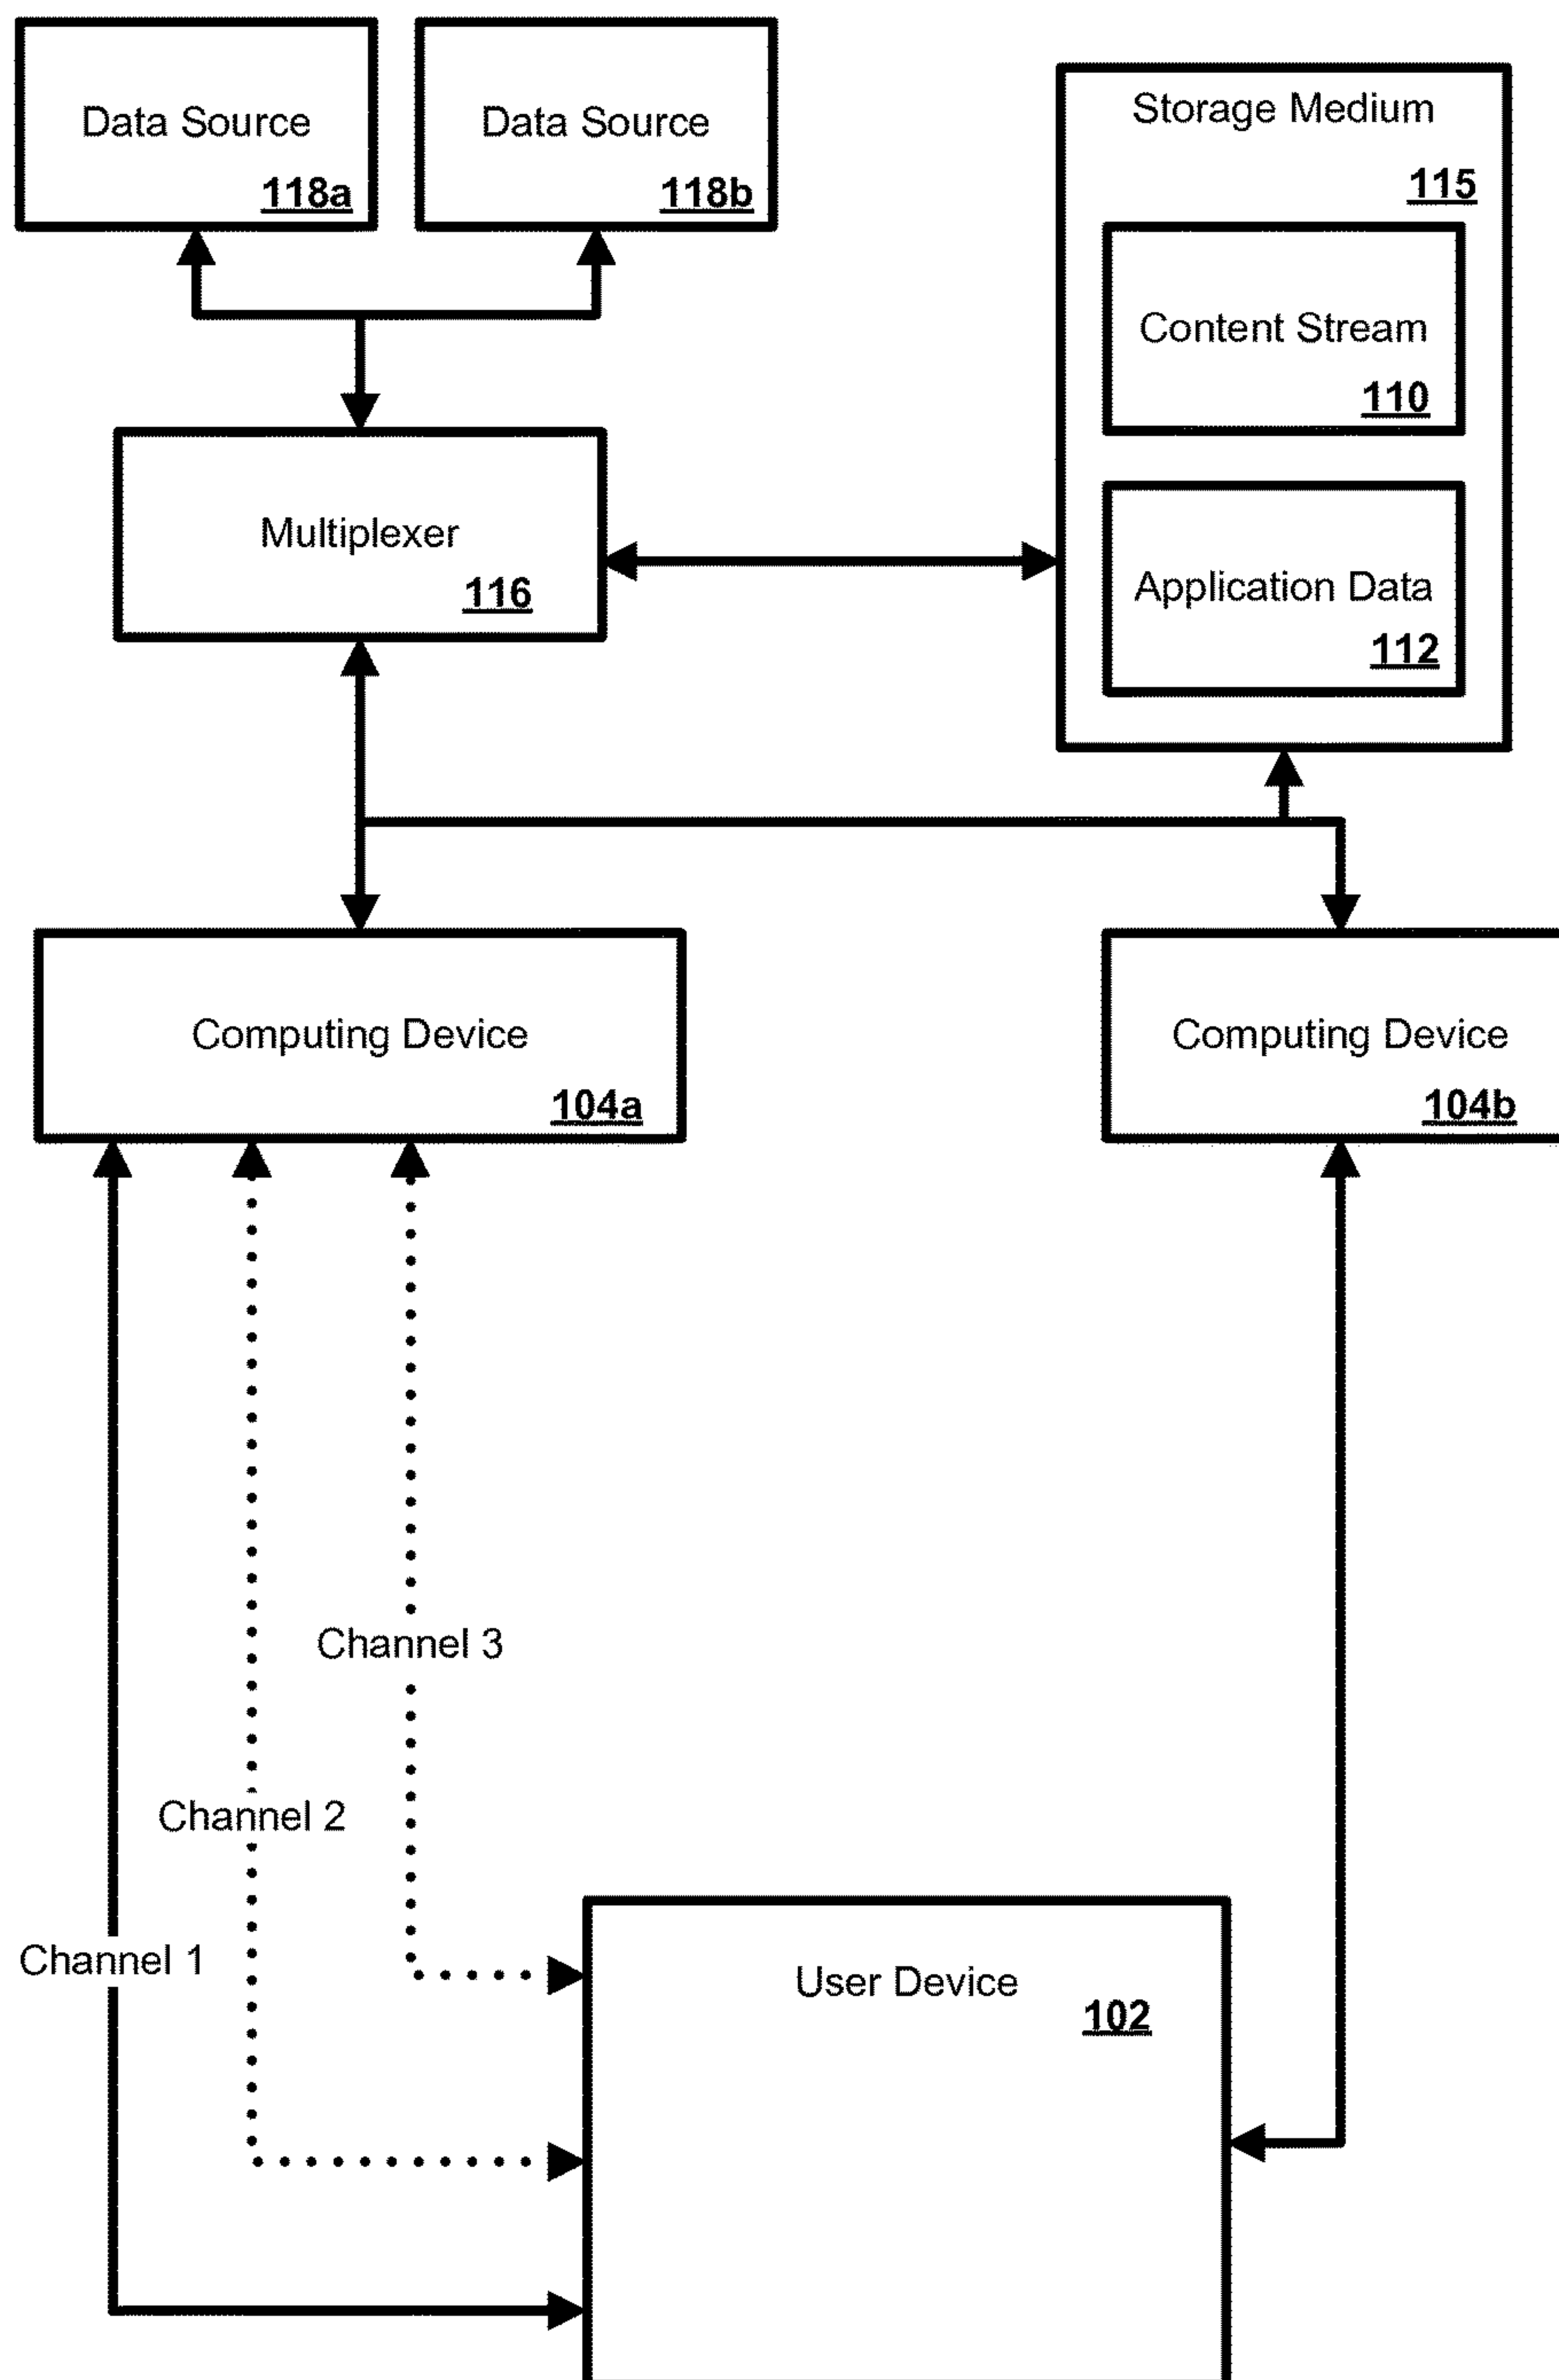 Data Source
118a
Data Source
118b
Storage Medium
115
Content Stream
110
Application Data
112
Multiplexer
116
Computing Device
104a
Computing Device
104b
Channel 3
Channel 2
Channel 1
User Device
102